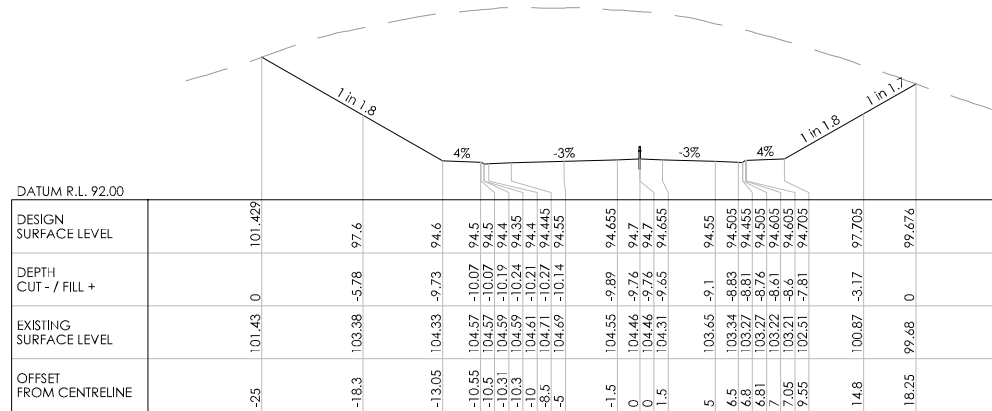 1 in 1.8
1 in 1.7
1 in 1.8
4%
-3%
-3%
4%
DATUM R.L. 92.00
DESIGN
SURFACE LEVEL
101.429 97.6 94.6 94.5 94.5 94.4 94.35 94.4 94.445 94.55 94.655 94.7 94.7 94.655 94.55 94.505 94.455 94.505 94.605 94.605 94.705 97.705 99.676
DEPTH
CUT - / FILL +
0 -5.78 -9.73 -10.07 -10.07 -10.19 -10.24 -10.21 -10.27 -10.14 -9.89 -9.76 -9.76 -9.65 -9.1 -8.83 -8.81 -8.76 -8.61 -8.6 -7.81 -3.17 0
EXISTING
SURFACE LEVEL
101.43 103.38 104.33 104.57 104.57 104.59 104.59 104.61 104.71 104.69 104.55 104.46 104.46 104.31 103.65 103.34 103.27 103.27 103.22 103.21 102.51 100.87 99.68
OFFSET
FROM CENTRELINE
-25 -18.3 -13.05 -10.55 -10.5 -10.31 -10.3 -10 -8.5 -5 -1.5 0 0 1.5 5 6.5 6.8 6.81 7 7.05 9.55 14.8 18.25